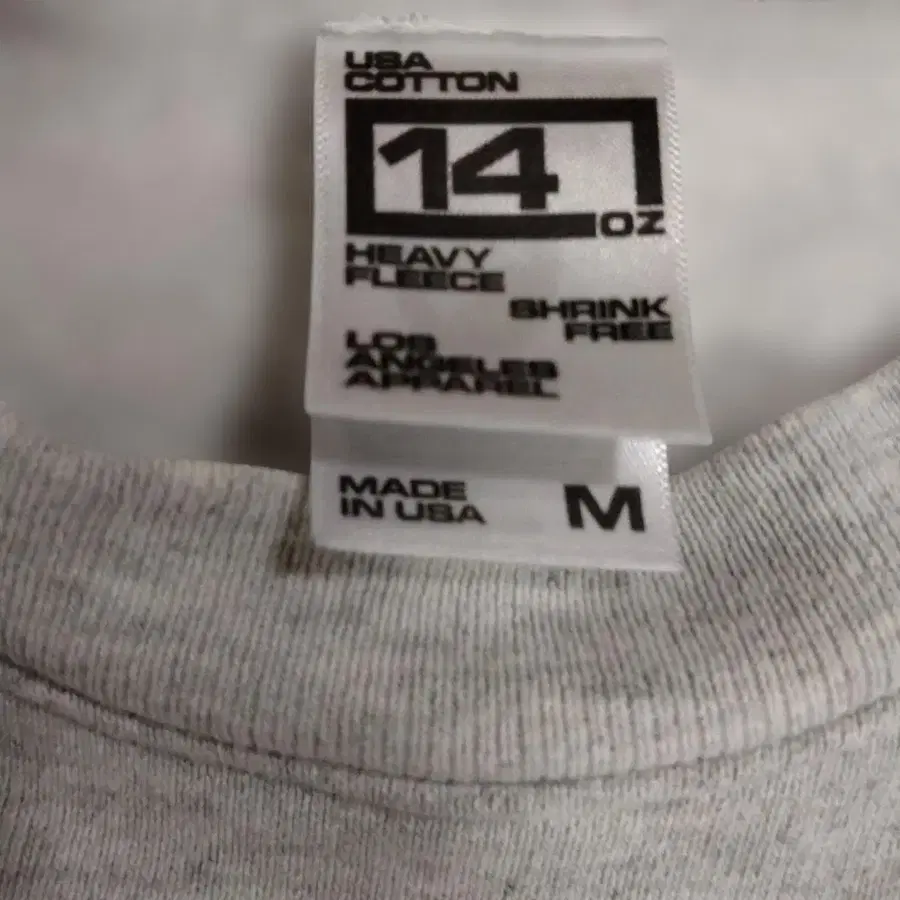 USA
COTTON
14
OZ
HEAVY
FLEECE
SHRINK
FREE
LOS
ANGELES
APPAREL
MADE
IN USA
M